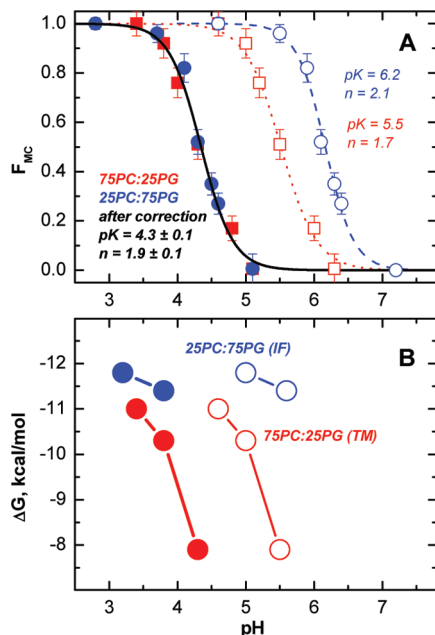 1.0
0.8
0.6
0.4
0.2
0.0
F_MC
A
pK = 6.2
n = 2.1
pK = 5.5
n = 1.7
75PC:25PG
25PC:75PG
after correction
pK = 4.3 ± 0.1
n = 1.9 ± 0.1
3 4 5 6 7
-12
-11
-10
-9
-8
ΔG, kcal/mol
25PC:75PG (IF)
B
75PC:25PG (TM)
3 4 5 6 7
pH